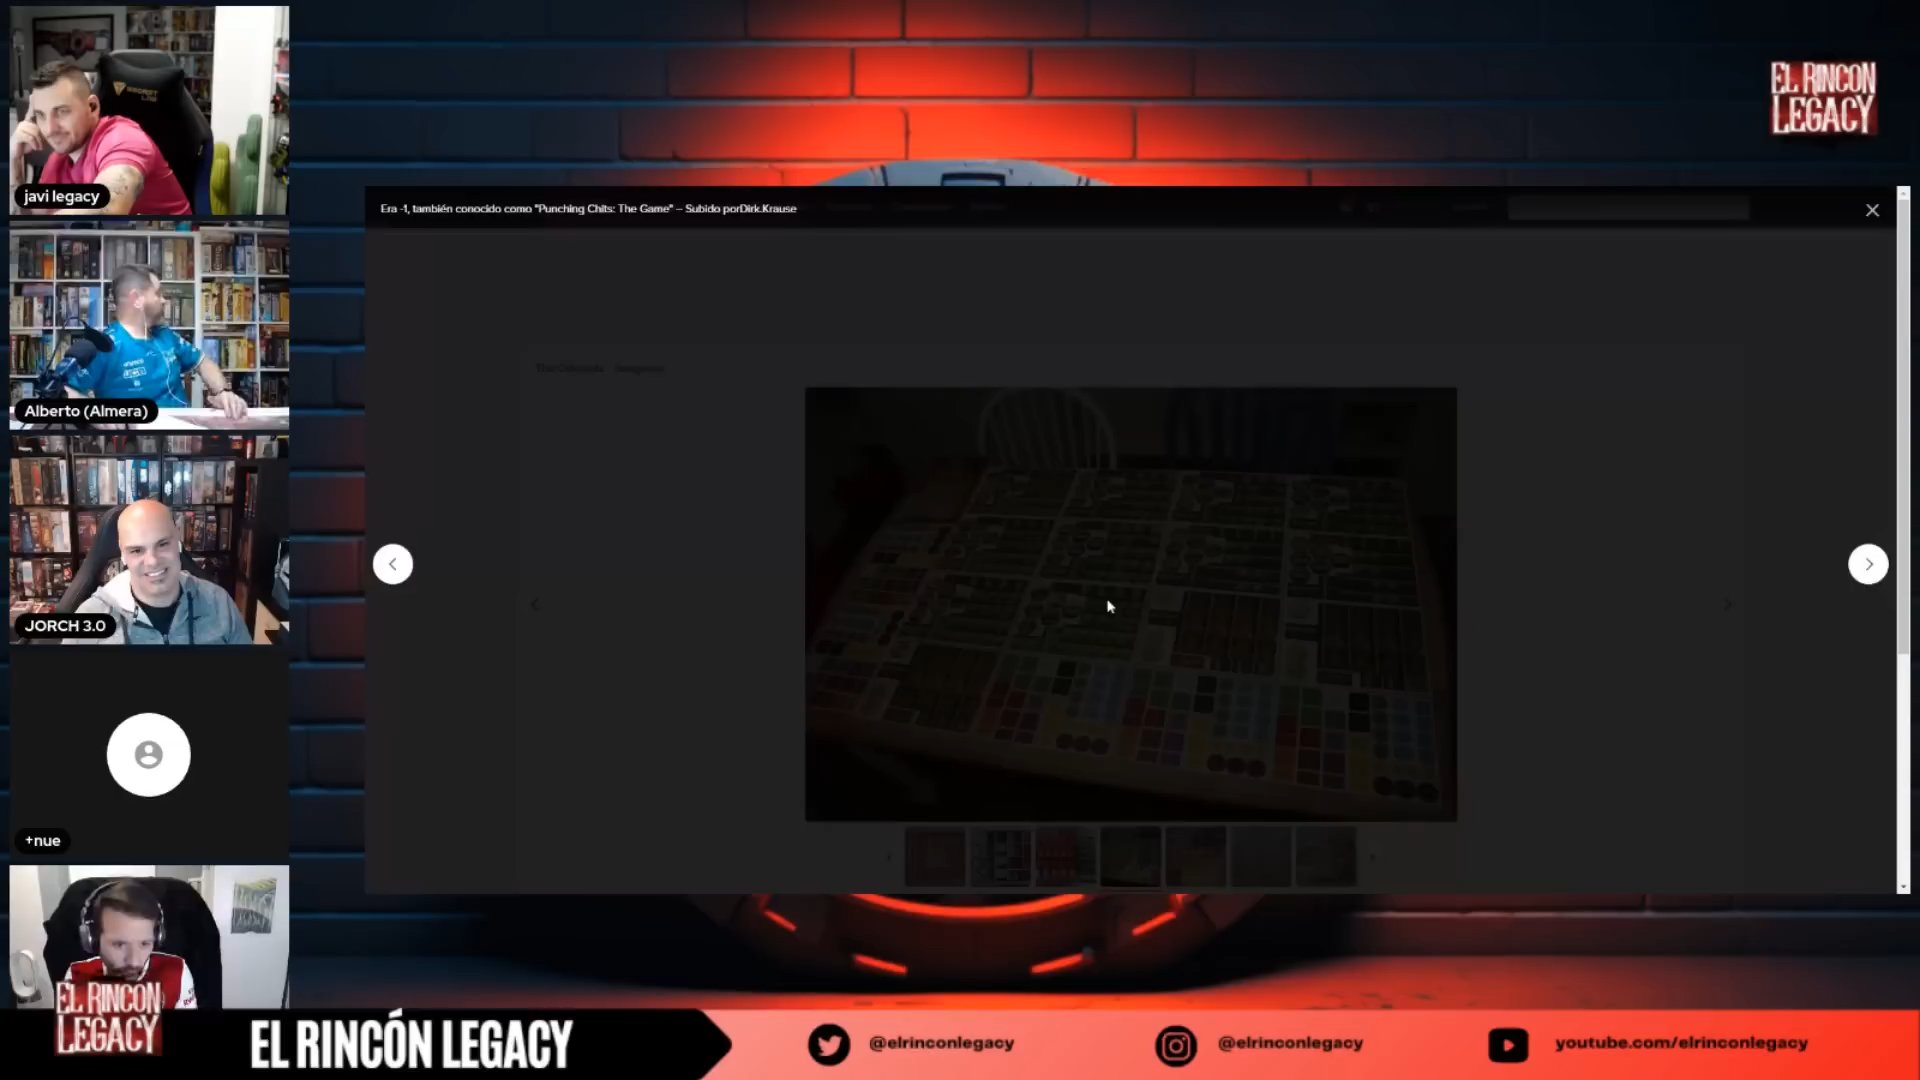 EL RINCON
LEGACY
javi legacy
Era -1, también conocido como "Punching Chits: The Game" – Subido porDirk.Krause
Alberto (Almera)
JORCH 3.0
+nue
EL RINCON
LEGACY
EL RINCÓN LEGACY
@elrinconlegacy
@elrinconlegacy
youtube.com/elrinconlegacy